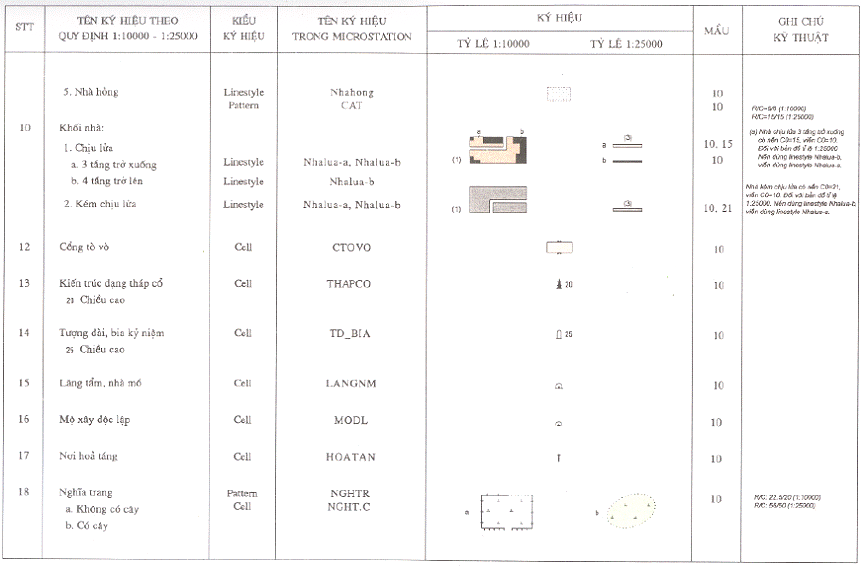 STT TÊN KÝ HIỆU THEO QUY ĐỊNH 1:10000 - 1:25000 KIỂU KÝ HIỆU TÊN KÝ HIỆU TRONG MICROSTATION KÝ HIỆU MẦU GHI CHÚ KỸ THUẬT
TỶ LỆ 1:10000 TỶ LỆ 1:25000
5. Nhà hỏng Linestyle Nhahong 10
Pattern CAT 10 R/C=6/6 (1:10000)
R/C=15/15 (1:25000)
10 Khối nhà:
1. Chịu lửa a b (3) a 10, 15
a. 3 tầng trở xuống Linestyle Nhalua-a, Nhalua-b (1) b 10
b. 4 tầng trở lên Linestyle Nhalua-b
(a) Nhà chịu lửa 3 tầng trở xuống
có nền C0=15, viền C0=10.
Đối với bản đồ tỉ lệ 1:25000
Nền dùng linestyle Nhalua-b,
viền dùng linestyle Nhalua-a.
2. Kém chịu lửa Linestyle Nhalua-a, Nhalua-b (1) (3) 10, 21
Nhà kém chịu lửa có nền C0=21,
viền C0=10. Đối với bản đồ tỉ lệ
1:25000. Nền dùng linestyle Nhalua-b,
viền dùng linestyle Nhalua-a.
12 Cổng tò vò Cell CTOVO 10
13 Kiến trúc dạng tháp cổ Cell THAPCO 20 10
Chiều cao
14 Tượng đài, bia kỷ niệm Cell TD_BIA 25 10
25 Chiều cao
15 Lăng tẩm, nhà mồ Cell LANGNM 10
16 Mộ xây độc lập Cell MODL 10
17 Nơi hoả táng Cell HOATAN 10
18 Nghĩa trang Pattern NGHTR 10 R/C: 22.5/20 (1:10000)
a. Không có cây Cell NGHT.C a b R/C: 56/50 (1:25000)
b. Có cây